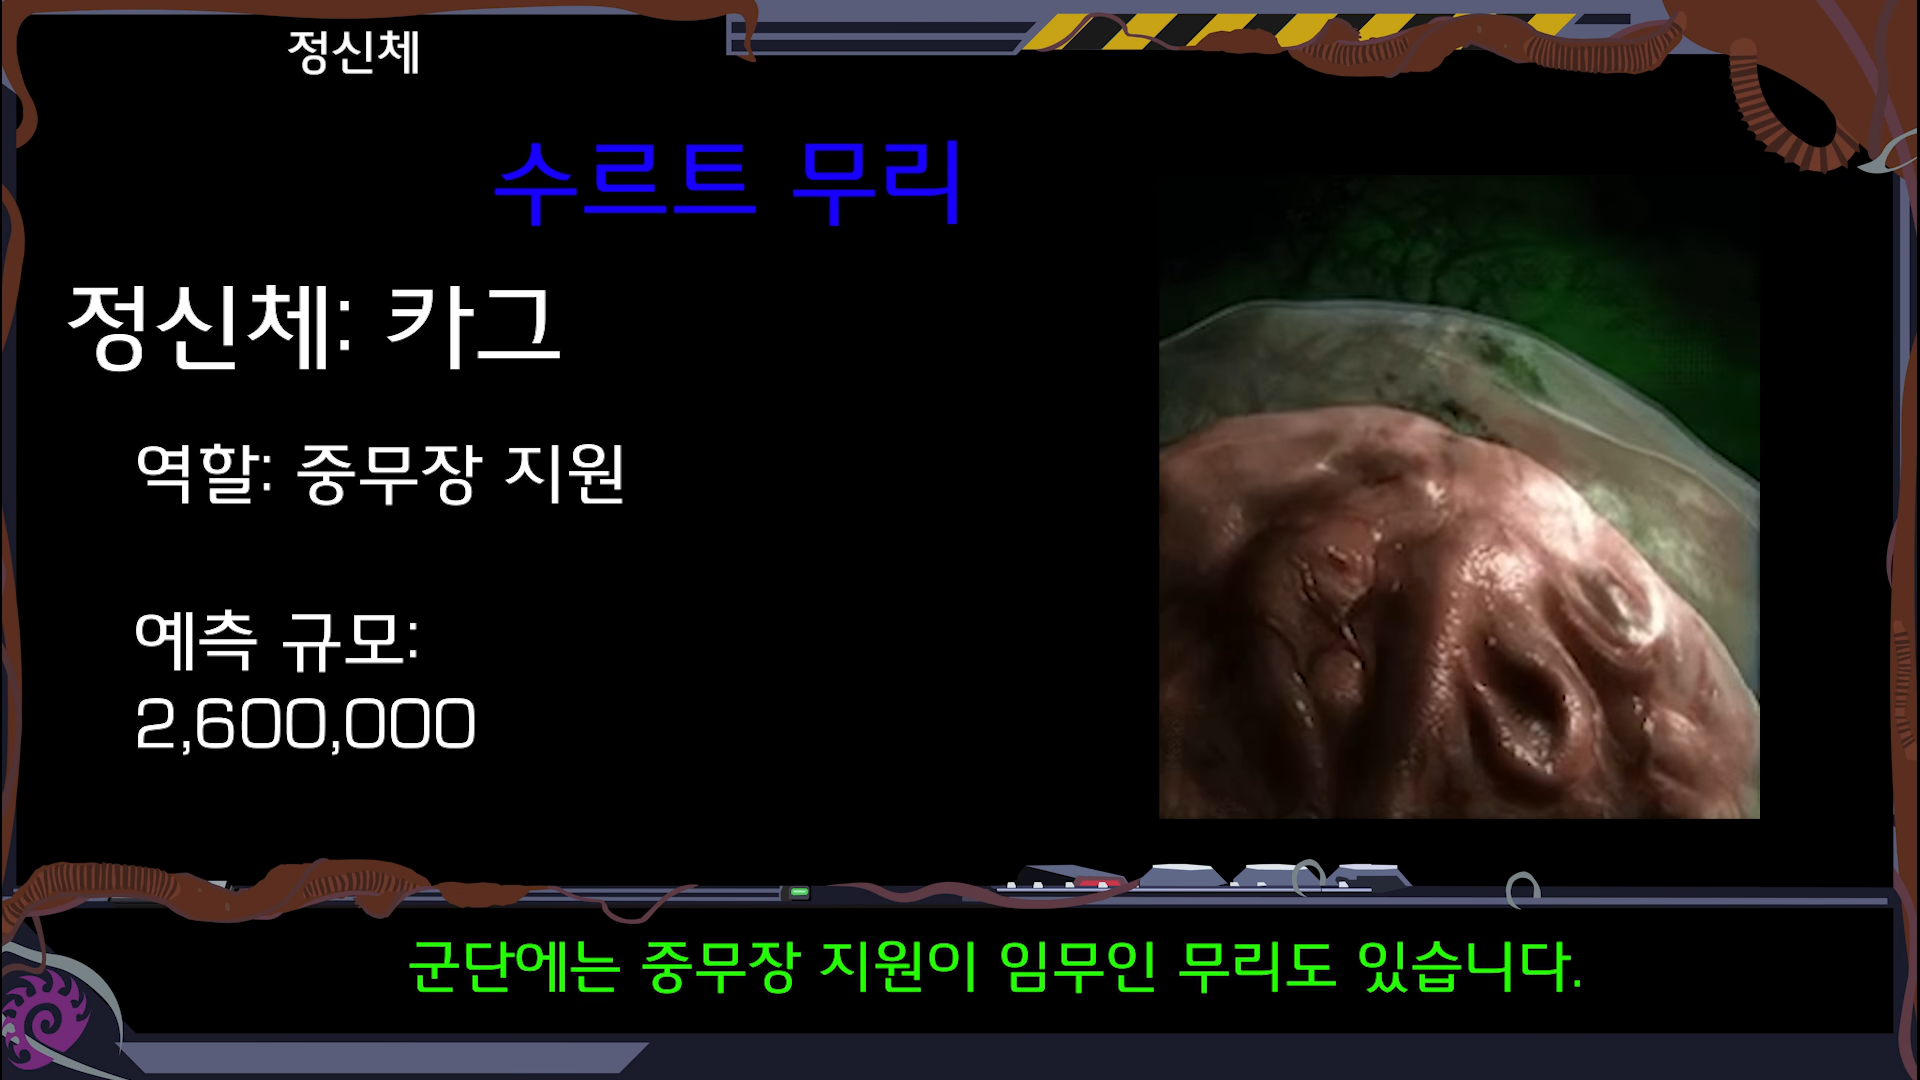 정신체
수르트 무리
정신체: 카그
역할: 중무장 지원
예측 규모:
2,600,000
군단에는 중무장 지원이 임무인 무리도 있습니다.